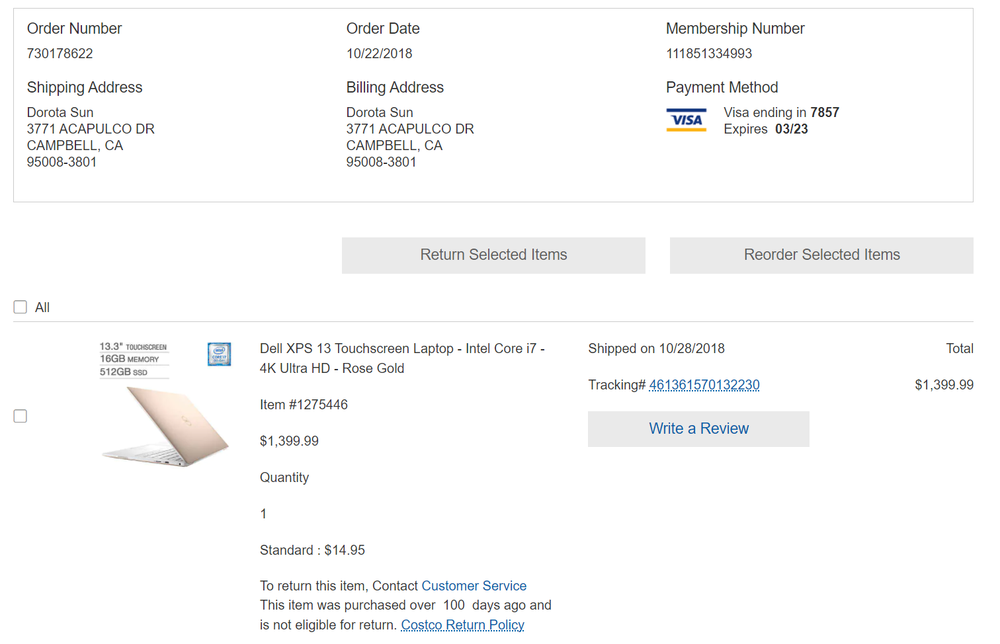 Order Number
730178622
Order Date
10/22/2018
Membership Number
111851334993
Shipping Address
Dorota Sun
3771 ACAPULCO DR
CAMPBELL, CA
95008-3801
Billing Address
Dorota Sun
3771 ACAPULCO DR
CAMPBELL, CA
95008-3801
Payment Method
VISA
Visa ending in 7857
Expires 03/23
Return Selected Items
Reorder Selected Items
All
13.3" TOUCHSCREEN
16GB MEMORY
512GB SSD
intel
CORE i7
Dell XPS 13 Touchscreen Laptop - Intel Core i7 -
4K Ultra HD - Rose Gold
Item #1275446
$1,399.99
Quantity
1
Standard : $14.95
To return this item, Contact Customer Service
This item was purchased over 100 days ago and
is not eligible for return. Costco Return Policy
Shipped on 10/28/2018
Tracking# 461361570132230
Write a Review
Total
$1,399.99